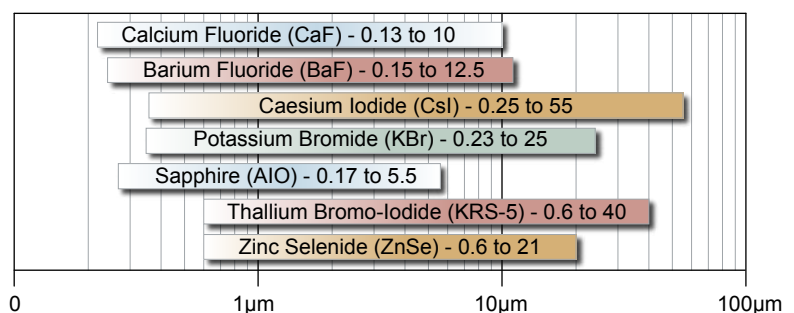 Calcium Fluoride (CaF) - 0.13 to 10
Barium Fluoride (BaF) - 0.15 to 12.5
Caesium Iodide (CsI) - 0.25 to 55
Potassium Bromide (KBr) - 0.23 to 25
Sapphire (AIO) - 0.17 to 5.5
Thallium Bromo-Iodide (KRS-5) - 0.6 to 40
Zinc Selenide (ZnSe) - 0.6 to 21
0 1µm 10µm 100µm